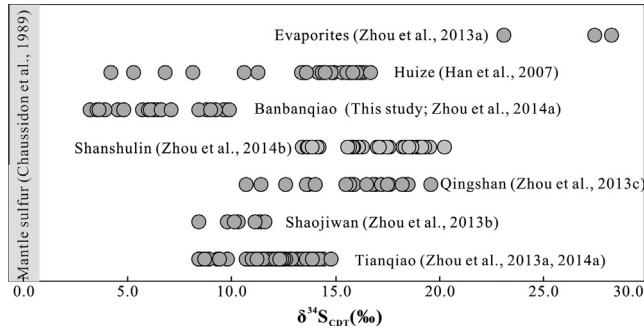 Mantle sulfur (Chaussidon et al., 1989)
Evaporites (Zhou et al., 2013a)
Huize (Han et al., 2007)
Banbanqiao (This study; Zhou et al., 2014a)
Shanshulin (Zhou et al., 2014b)
Qingshan (Zhou et al., 2013c)
Shaojiwan (Zhou et al., 2013b)
Tianqiao (Zhou et al., 2013a, 2014a)
0.0 5.0 10.0 15.0 20.0 25.0 30.0
δ³⁴S_CDT(‰)